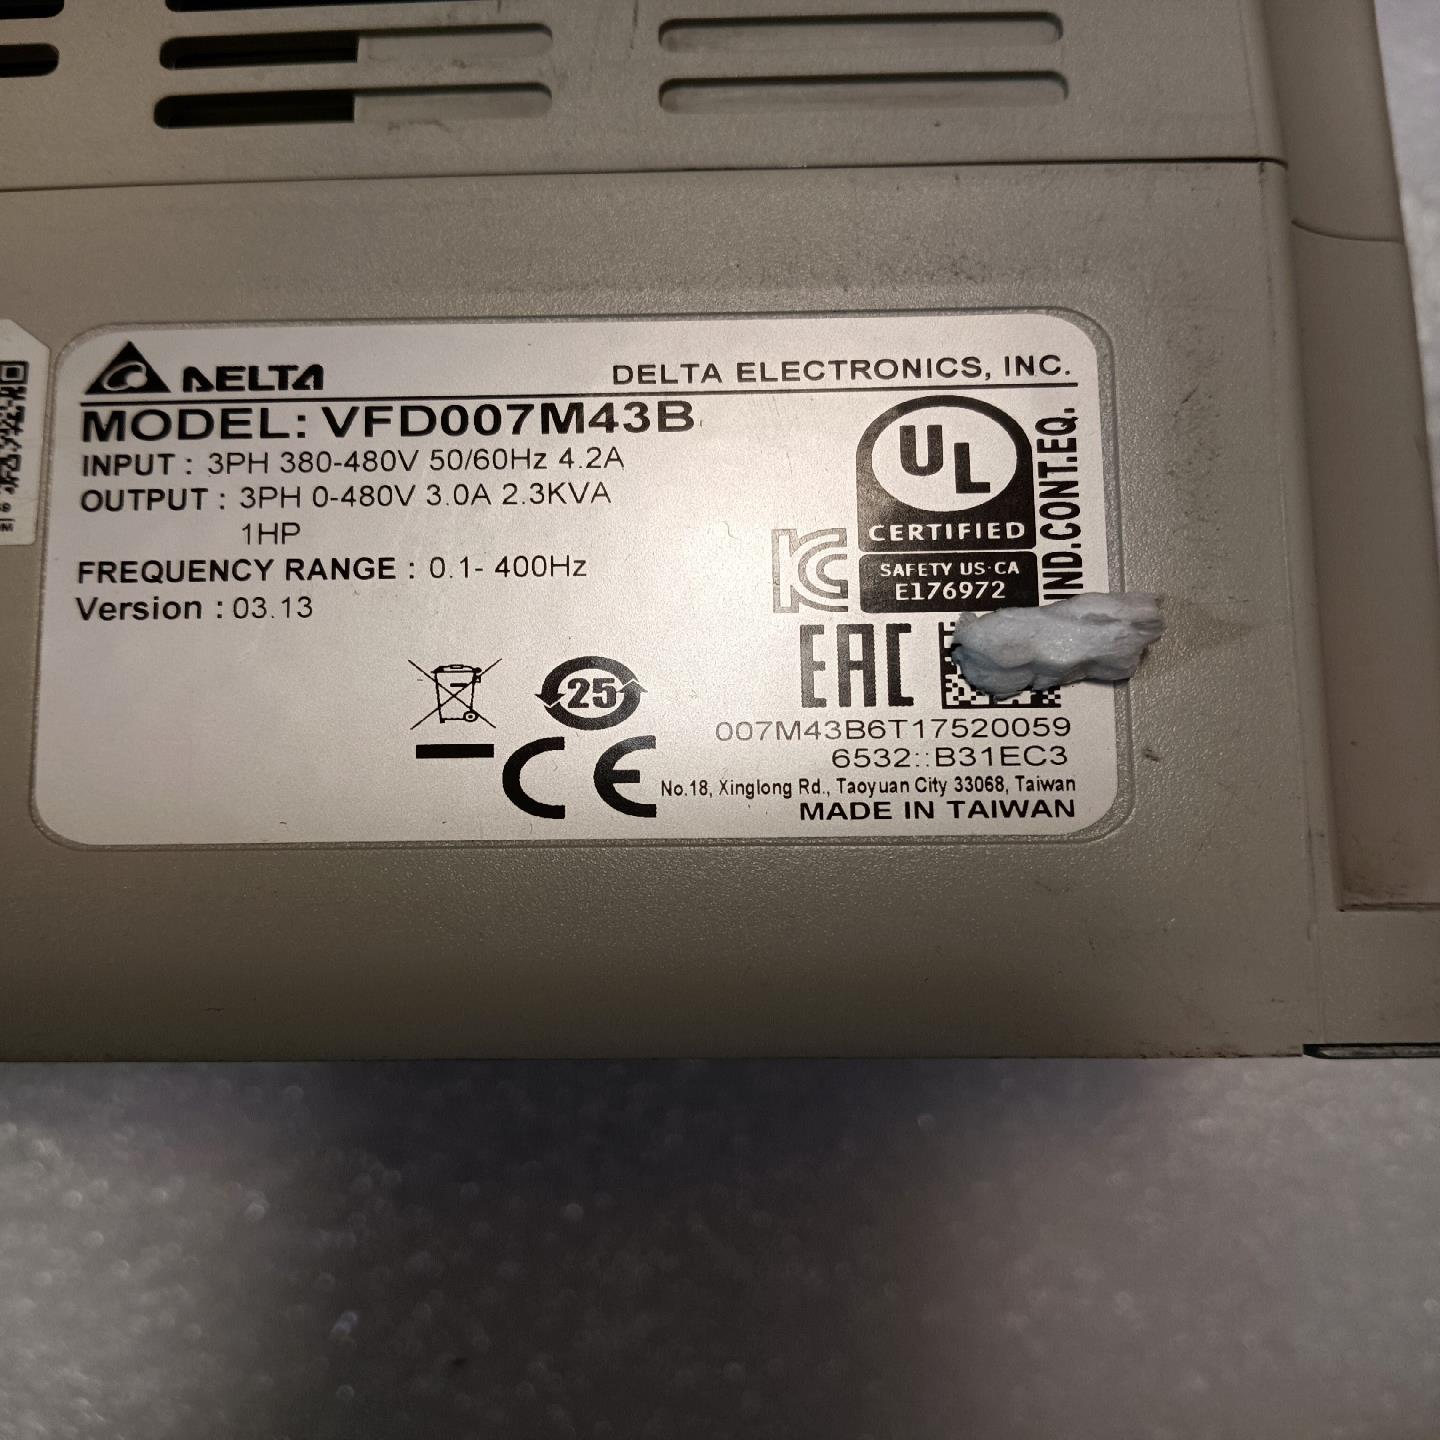 DELTA
DELTA ELECTRONICS, INC.
MODEL: VFD007M43B
INPUT : 3PH 380-480V 50/60Hz 4.2A
OUTPUT : 3PH 0-480V 3.0A 2.3KVA
1HP
FREQUENCY RANGE : 0.1- 400Hz
Version : 03.13
UL
CERTIFIED
SAFETY US·CA
E176972
IND.CONT.EQ.
KC
EAC
25
CE
007M43B6T17520059
6532::B31EC3
No.18, Xinglong Rd., Taoyuan City 33068, Taiwan
MADE IN TAIWAN